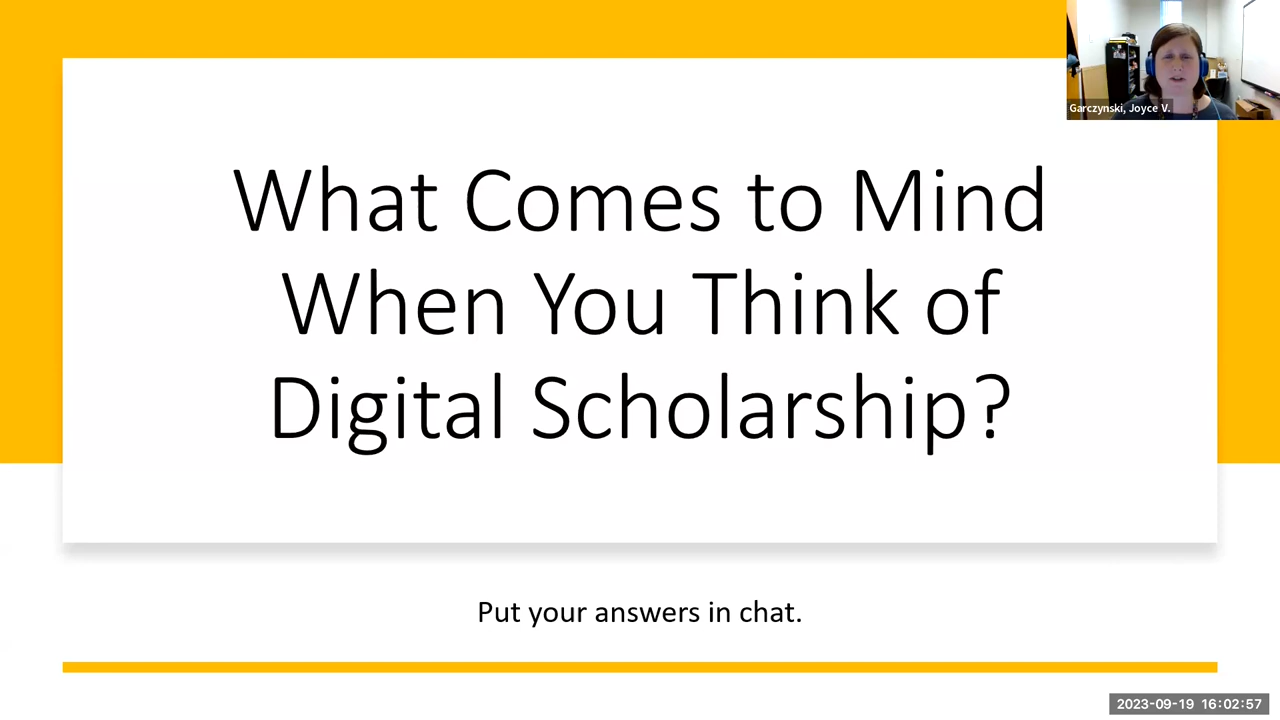 Garczynski, Joyce V.
What Comes to Mind
When You Think of
Digital Scholarship?
Put your answers in chat.
2023-09-19 16:02:57